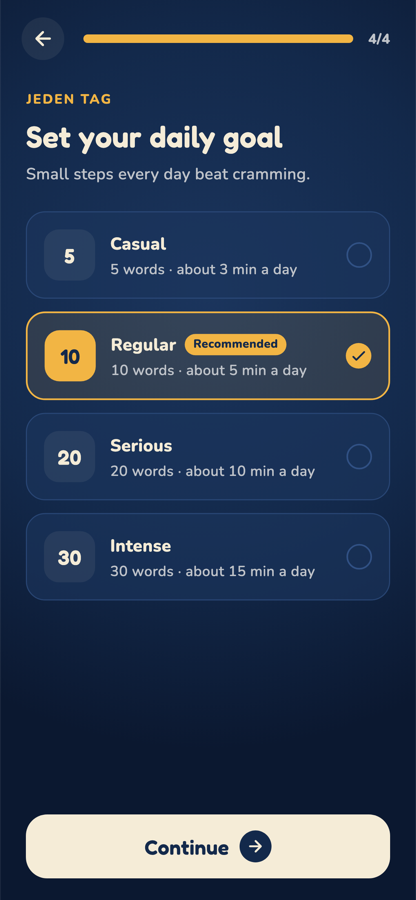 4/4
JEDEN TAG
Set your daily goal
Small steps every day beat cramming.
5
Casual
5 words · about 3 min a day
10
Regular Recommended
10 words · about 5 min a day
20
Serious
20 words · about 10 min a day
30
Intense
30 words · about 15 min a day
Continue